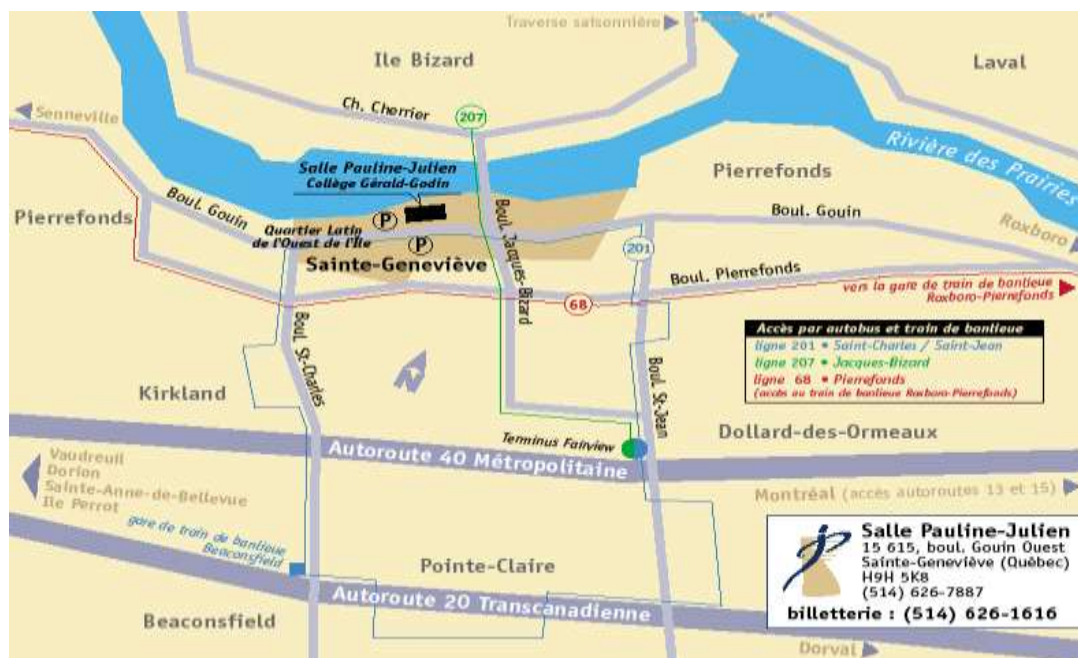 Traverse saisonnière
Ile Bizard
Laval
Senneville
Ch. Cherrier
207
Rivière des Prairies
Salle Pauline-Julien
Collège Gérald-Godin
Pierrefonds
Boul. Gouin
Boul. Jacques-Bizard
Pierrefonds
Boul. Gouin
P
Roxboro
Quartier Latin
de l'Ouest de l'île
P
201
Sainte-Geneviève
Boul. Pierrefonds
vers la gare de train de banlieue
Roxboro-Pierrefonds
68
Boul. St-Charles
Accès par autobus et train de banlieue
ligne 201 • Saint-Charles / Saint-Jean
ligne 207 • Jacques-Bizard
ligne 68 • Pierrefonds
(accès au train de banlieue Roxboro-Pierrefonds)
N
Boul. St-Jean
Kirkland
Terminus Fairview
Dollard-des-Ormeaux
Autoroute 40 Métropolitaine
Vaudreuil
Dorion
Sainte-Anne-de-Bellevue
Ile Perrot
Montréal (accès autoroutes 13 et 15)
gare de train de banlieue
Beaconsfield
Pointe-Claire
Autoroute 20 Transcanadienne
Beaconsfield
Salle Pauline-Julien
15 615, boul. Gouin Ouest
Sainte-Geneviève (Québec)
H9H 5K8
(514) 626-7887
billetterie : (514) 626-1616
Dorval